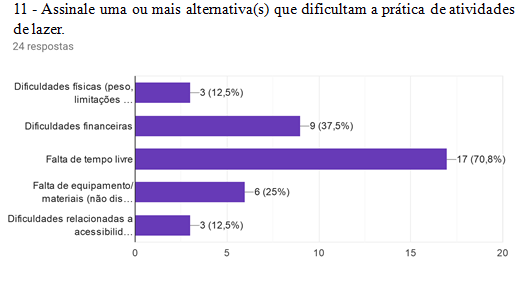 11 - Assinale uma ou mais alternativa(s) que dificultam a prática de atividades
de lazer.
24 respostas
Dificuldades físicas (peso,
limitações …
3 (12,5%)
Dificuldades financeiras
9 (37,5%)
Falta de tempo livre
17 (70,8%)
Falta de equipamento/
materiais (não dis…
6 (25%)
Dificuldades relacionadas a
acessibilid…
3 (12,5%)
0 5 10 15 20